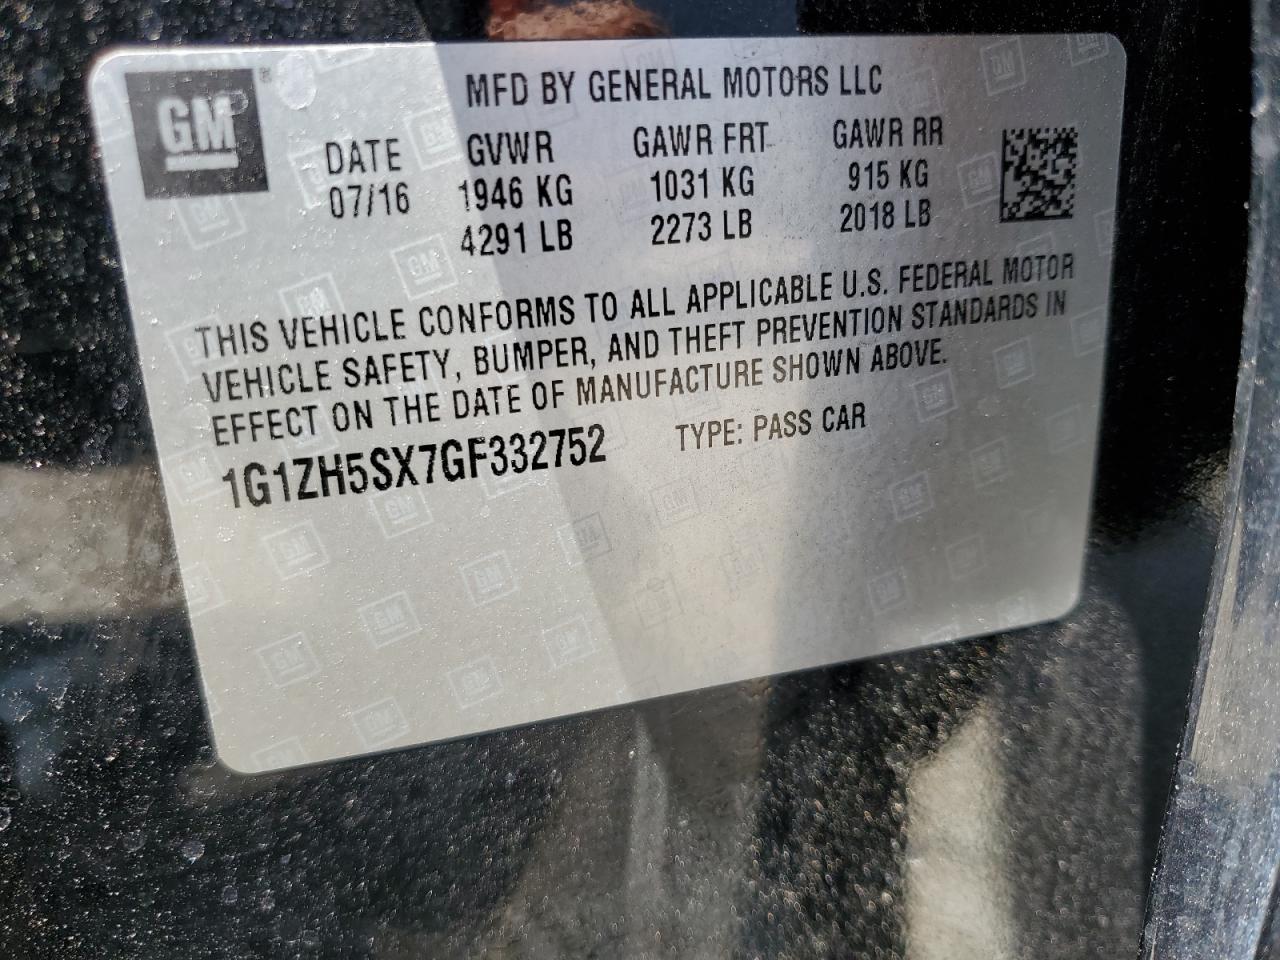 GM ®
MFD BY GENERAL MOTORS LLC
DATE GVWR GAWR FRT GAWR RR
07/16 1946 KG 1031 KG 915 KG
4291 LB 2273 LB 2018 LB
THIS VEHICLE CONFORMS TO ALL APPLICABLE U.S. FEDERAL MOTOR
VEHICLE SAFETY, BUMPER, AND THEFT PREVENTION STANDARDS IN
EFFECT ON THE DATE OF MANUFACTURE SHOWN ABOVE.
1G1ZH5SX7GF332752 TYPE: PASS CAR